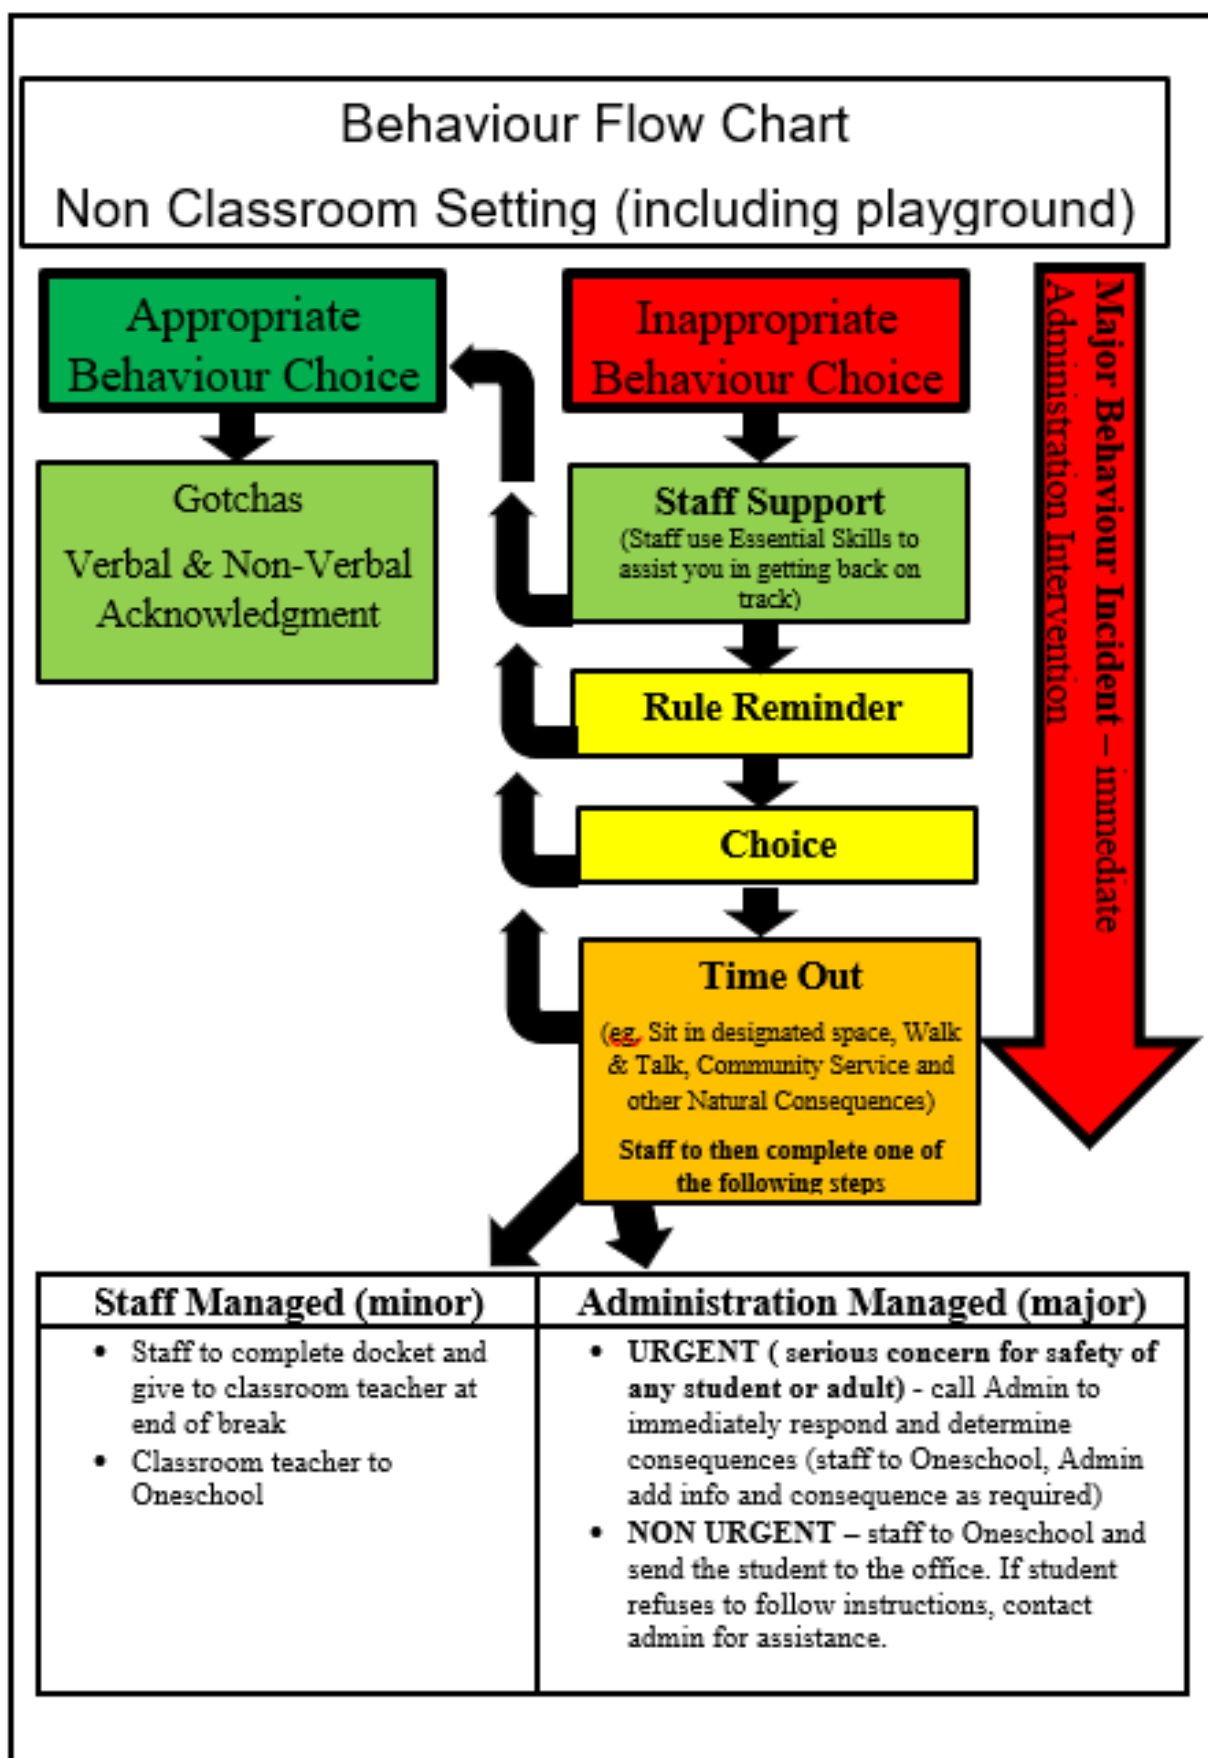 Behaviour Flow Chart
Non Classroom Setting (including playground)
Appropriate
Behaviour Choice
Gotchas
Verbal & Non-Verbal
Acknowledgment
Inappropriate
Behaviour Choice
Staff Support
(Staff use Essential Skills to
assist you in getting back on
track)
Rule Reminder
Choice
Time Out
(eg. Sit in designated space, Walk
& Talk, Community Service and
other Natural Consequences)
Staff to then complete one of
the following steps
Major Behaviour Incident – immediate
Administration Intervention
Staff Managed (minor)
• Staff to complete docket and
give to classroom teacher at
end of break
• Classroom teacher to
Oneschool
Administration Managed (major)
• URGENT ( serious concern for safety of
any student or adult) - call Admin to
immediately respond and determine
consequences (staff to Oneschool, Admin
add info and consequence as required)
• NON URGENT – staff to Oneschool and
send the student to the office. If student
refuses to follow instructions, contact
admin for assistance.